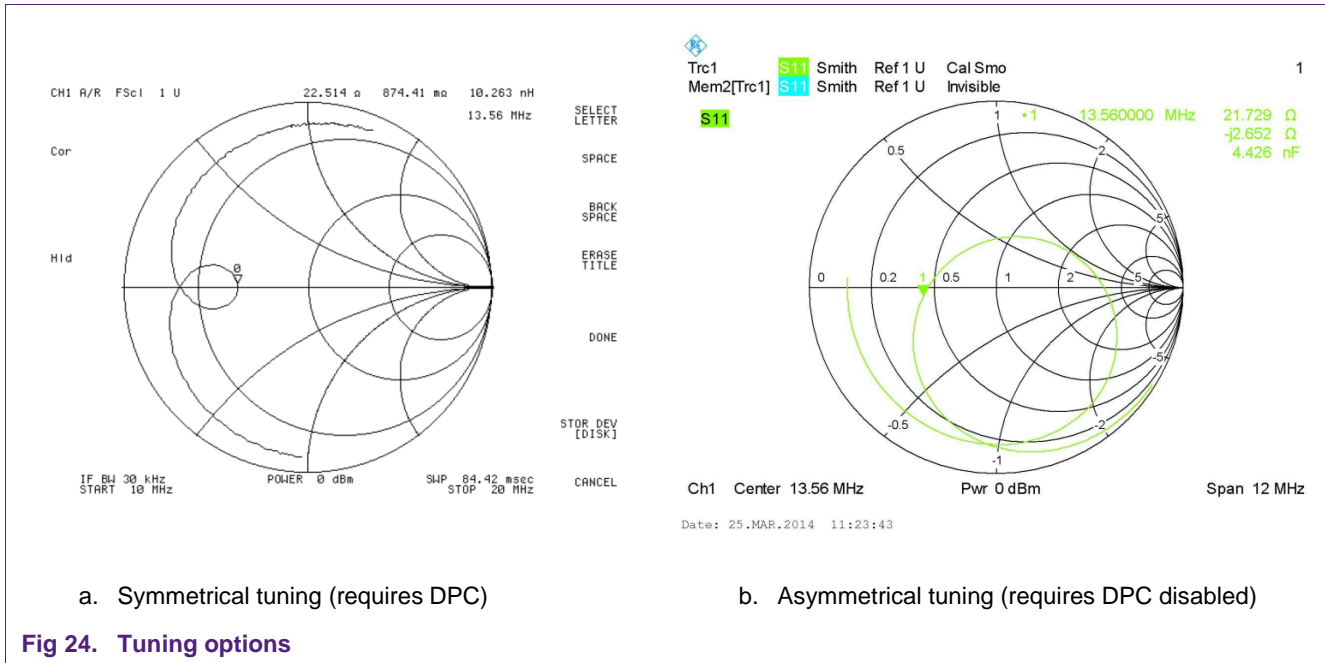 CH1 A/R FScl 1 U 22.514 Ω 874.41 mΩ 10.263 nH
13.56 MHz
Cor
Hld
0
SELECT
LETTER
SPACE
BACK
SPACE
ERASE
TITLE
DONE
STOR DEV
[DISK]
CANCEL
IF BW 30 kHz POWER 0 dBm SWP 84.42 msec
START 10 MHz STOP 20 MHz
Trc1 S11 Smith Ref 1 U Cal Smo 1
Mem2[Trc1] S11 Smith Ref 1 U Invisible
S11
•1 13.560000 MHz 21.729 Ω
-j2.652 Ω
4.426 nF
1
0.5
2
5
0 0.2 1 0.5 1 2 5
-5
-0.5
-2
-1
Ch1 Center 13.56 MHz Pwr 0 dBm Span 12 MHz
Date: 25.MAR.2014 11:23:43
a. Symmetrical tuning (requires DPC)
b. Asymmetrical tuning (requires DPC disabled)
Fig 24. Tuning options